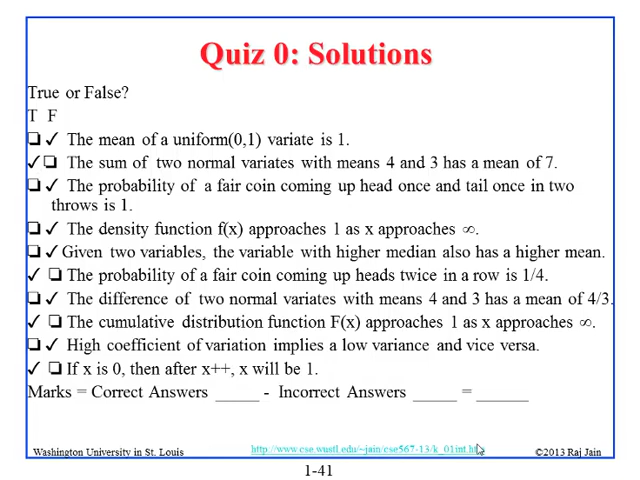 Quiz 0: Solutions
True or False?
T F
❏ ✓ The mean of a uniform(0,1) variate is 1.
✓ ❏ The sum of two normal variates with means 4 and 3 has a mean of 7.
❏ ✓ The probability of a fair coin coming up head once and tail once in two
throws is 1.
❏ ✓ The density function f(x) approaches 1 as x approaches ∞.
❏ ✓ Given two variables, the variable with higher median also has a higher mean.
✓ ❏ The probability of a fair coin coming up heads twice in a row is 1/4.
❏ ✓ The difference of two normal variates with means 4 and 3 has a mean of 4/3.
✓ ❏ The cumulative distribution function F(x) approaches 1 as x approaches ∞.
❏ ✓ High coefficient of variation implies a low variance and vice versa.
✓ ❏ If x is 0, then after x++, x will be 1.
Marks = Correct Answers _____ - Incorrect Answers _____ = ______
Washington University in St. Louis http://www.cse.wustl.edu/~jain/cse567-13/k_01int.htm ©2013 Raj Jain
1-41